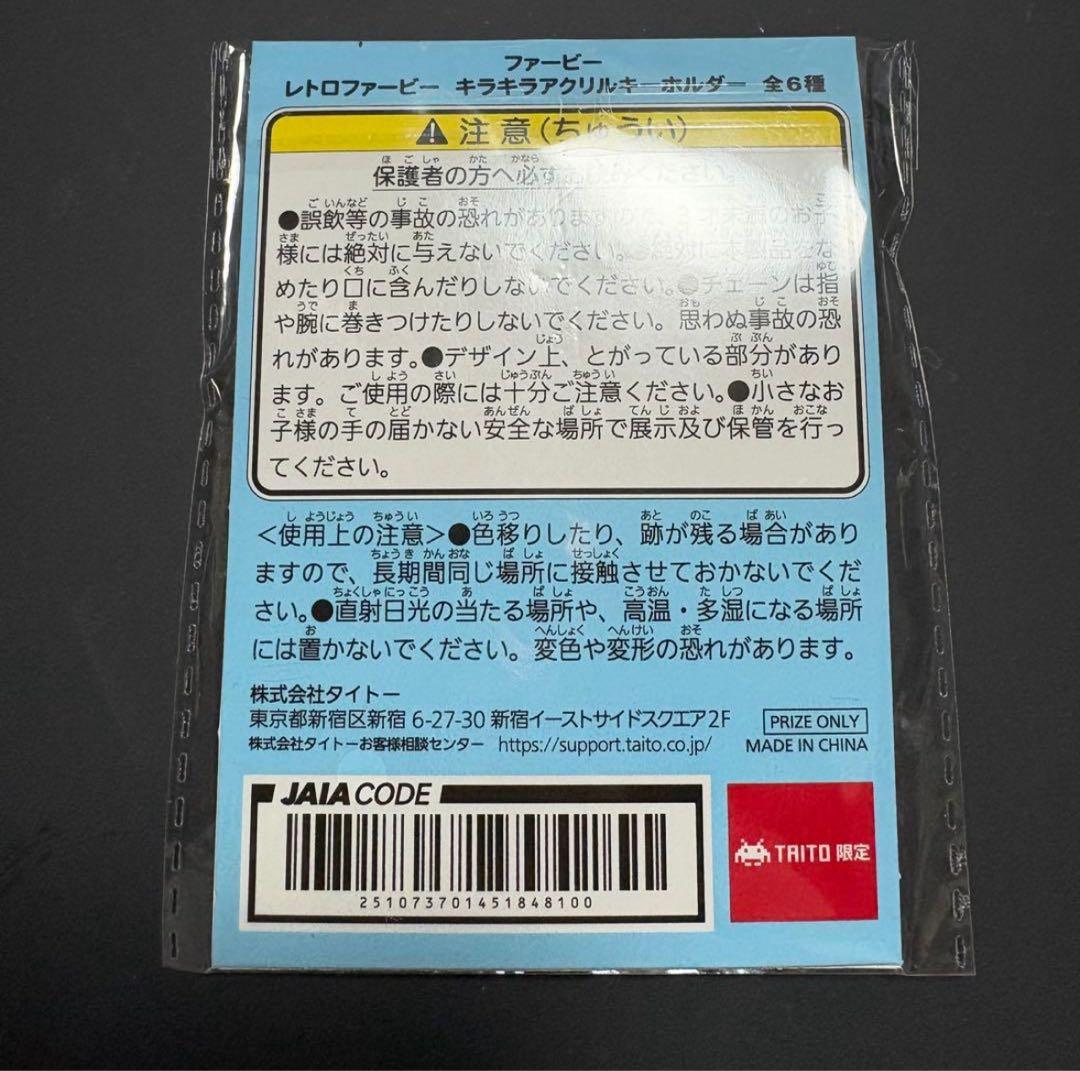 ファービー
レトロファービー キラキラアクリルキーホルダー 全6種
⚠注意(ちゅうい)
保護者の方へ必ず
●誤飲等の事故の恐れがあります
様には絶対に与えないでください。
めたり口に含んだりしないでください。●チェーンは指
や腕に巻きつけたりしないでください。思わぬ事故の恐
れがあります。●デザイン上、とがっている部分があり
ます。ご使用の際には十分ご注意ください。●小さなお
子様の手の届かない安全な場所で展示及び保管を行っ
てください。
<使用上の注意>●色移りしたり、跡が残る場合があり
ますので、長期間同じ場所に接触させておかないでくだ
さい。●直射日光の当たる場所や、高温・多湿になる場所
には置かないでください。変色や変形の恐れがあります。
株式会社タイトー
東京都新宿区新宿 6-27-30 新宿イーストサイドスクエア2F
株式会社タイトーお客様相談センター https://support.taito.co.jp/
PRIZE ONLY
MADE IN CHINA
JAIA CODE
251073701451848100
TAITO 限定